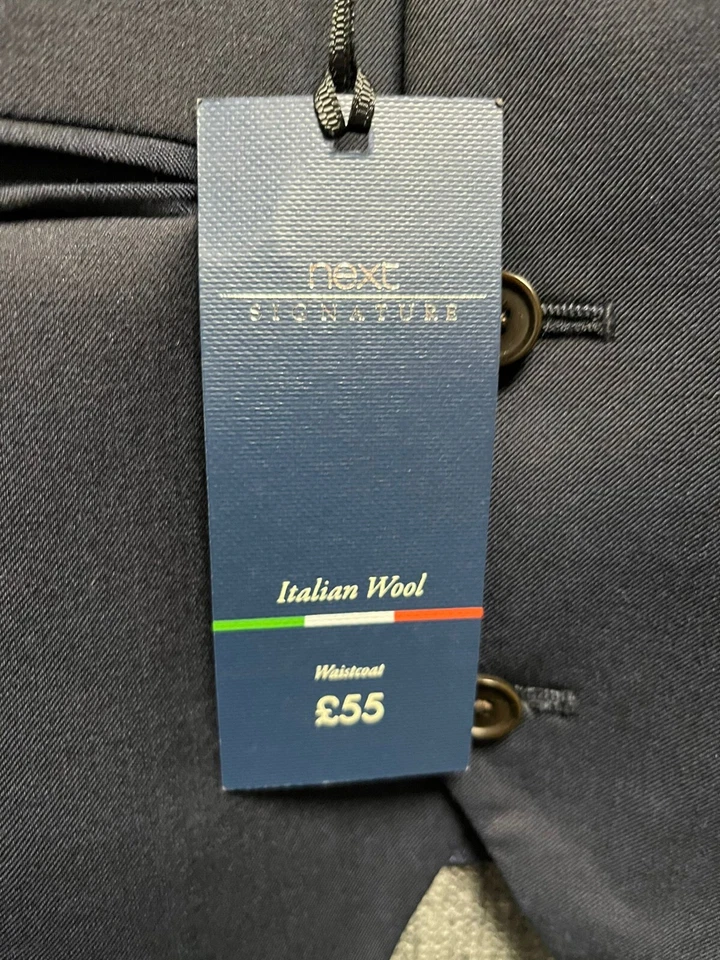 next
SIGNATURE
Italian Wool
Waistcoat
£55